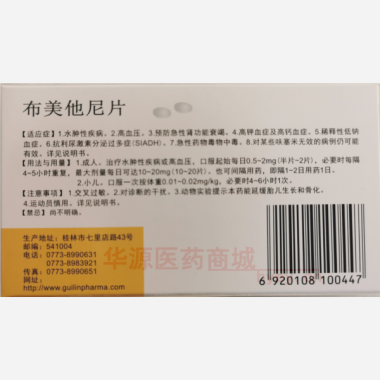 布美他尼片
【适应症】1.水肿性疾病。2.高血压。3.预防急性肾功能衰竭。4.高钾血症及高钙血症。5.稀释性低钠
血症。6.抗利尿激素分泌过多症(SIADH)。7.急性药物毒物中毒。8.对某些呋塞米无效的病例仍可能
有效。详见说明书。
【用法与用量】1.成人。治疗水肿性疾病或高血压,口服起始每日0.5~2mg(半片~2片),必要时每隔
4~5小时重复,最大剂量每日可达10~20mg(10~20片)。也可间隔用药,即隔1~2日用药1日。
2.小儿。口服一次按体重0.01~0.02mg/kg,必要时4~6小时1次。
【注意事项】1.交叉过敏。2.对诊断的干扰。3.动物实验提示本药能延缓胎儿生长和骨化。
4.运动员慎用。详见说明书。
【禁忌】尚不明确。
生产地址:桂林市七里店路43号
邮编:541004
电话:0773-8990631
0773-8983921
传真:0773-8990651
网址:
http://www.guilinpharma.com
华源医药商城
6 920108 100447